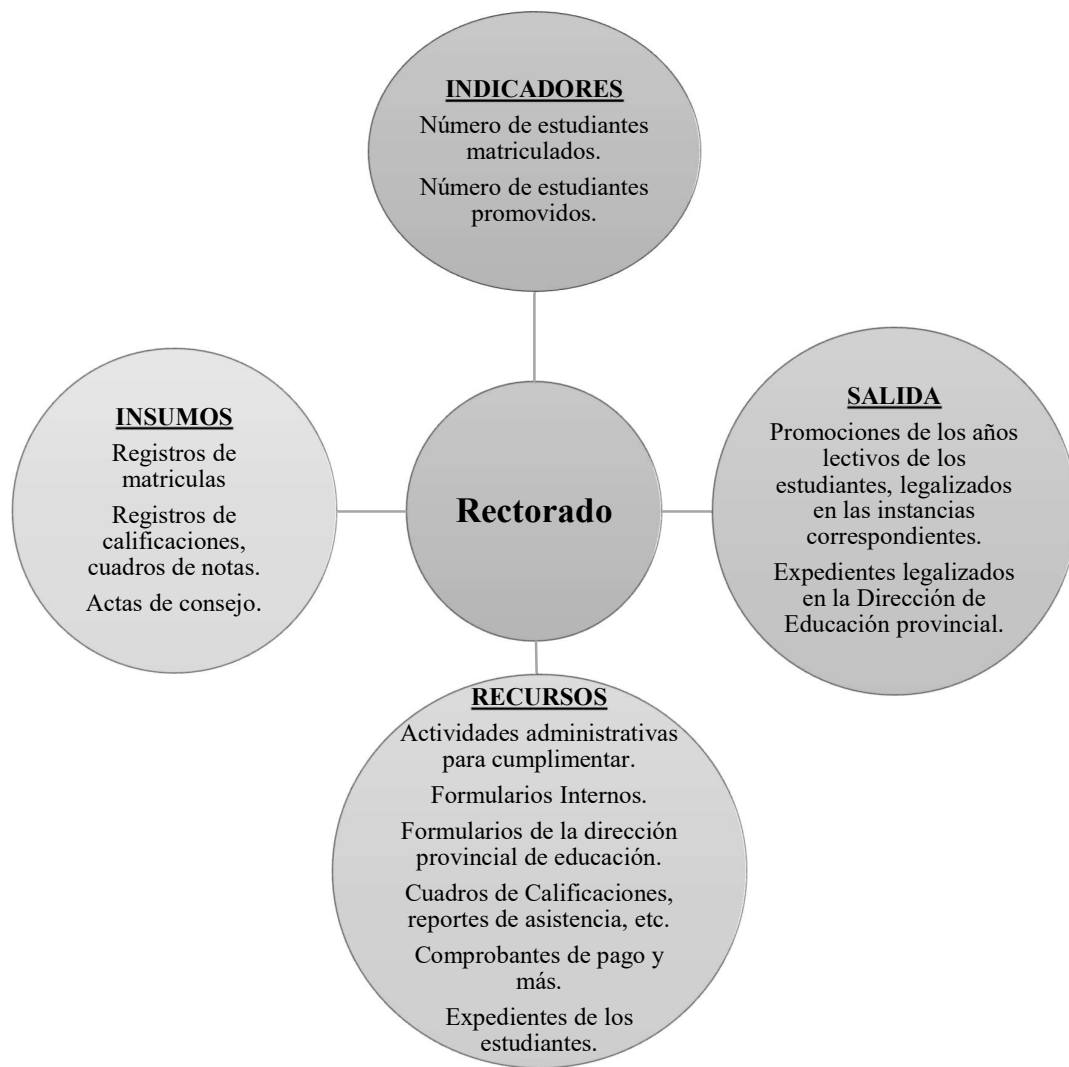 INDICADORES
Número de estudiantes
matriculados.
Número de estudiantes
promovidos.
INSUMOS
Registros de
matriculas
Registros de
calificaciones,
cuadros de notas.
Actas de consejo.
Rectorado
SALIDA
Promociones de los años
lectivos de los
estudiantes, legalizados
en las instancias
correspondientes.
Expedientes legalizados
en la Dirección de
Educación provincial.
RECURSOS
Actividades administrativas
para cumplimentar.
Formularios Internos.
Formularios de la dirección
provincial de educación.
Cuadros de Calificaciones,
reportes de asistencia, etc.
Comprobantes de pago y
más.
Expedientes de los
estudiantes.